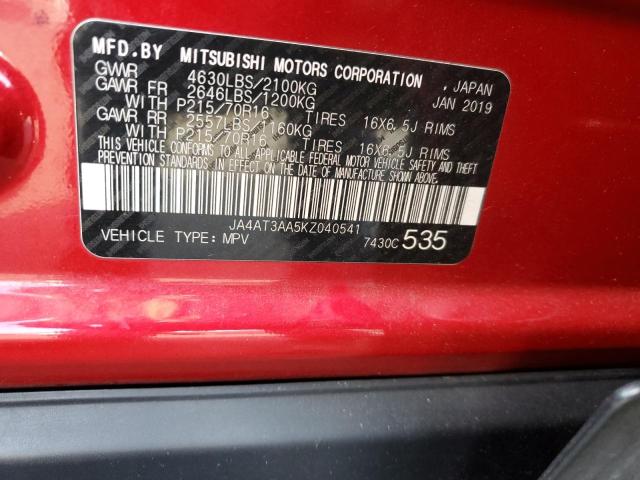 MFD.BY MITSUBISHI MOTORS CORPORATION , JAPAN
GVWR 4630LBS/2100KG JAN 2019
GAWR FR 2646LBS/1200KG
WITH P215/70R16 TIRES 16X6.5J RIMS
GAWR RR 2557LBS/1160KG
WITH P215/70R16 TIRES 16X6.5J RIMS
THIS VEHICLE CONFORMS TO ALL APPLICABLE FEDERAL MOTOR VEHICLE SAFETY AND THEFT
PREVENTION STANDARDS IN EFFECT ON THE DATE OF MANUFACTURE SHOWN ABOVE.
JA4AT3AA5KZ040541
VEHICLE TYPE: MPV 7430C 535